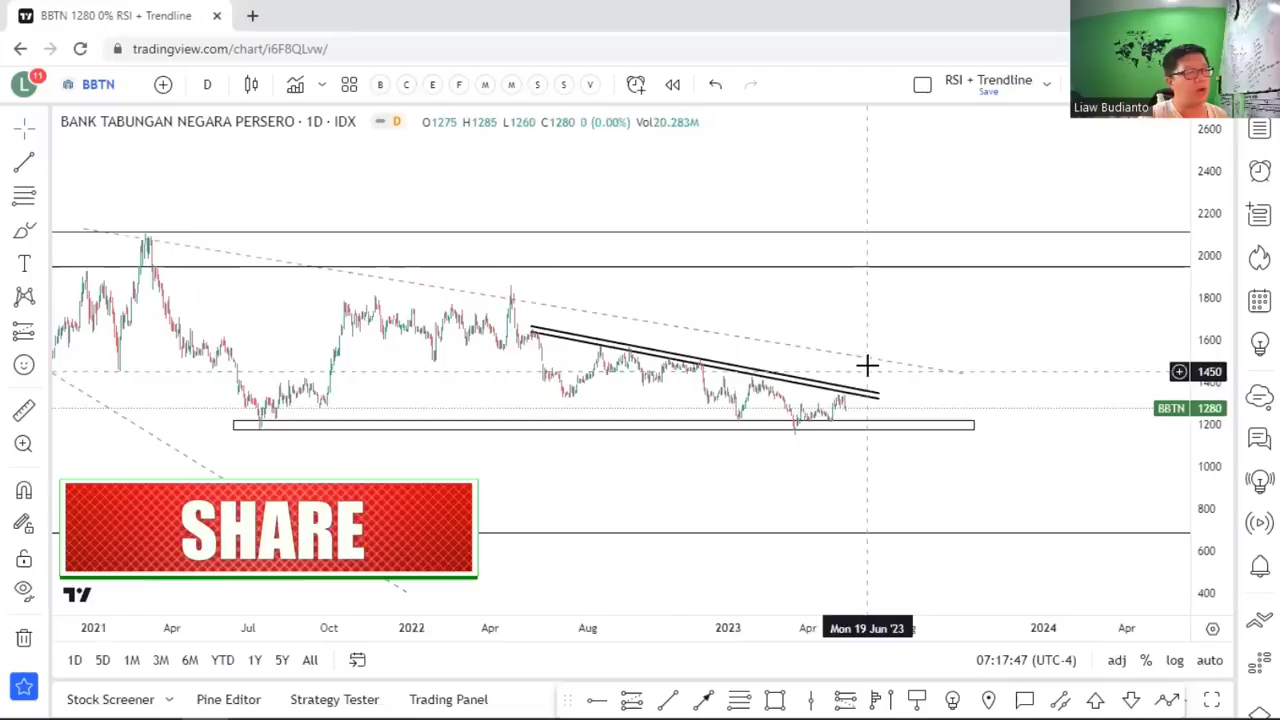 BBTN 1280 0% RSI + Trendline
tradingview.com/chart/i6F8QLvw/
L 11 BBTN D B C E F M M S S V RSI + Trendline
Save
Liaw Budianto
BANK TABUNGAN NEGARA PERSERO · 1D · IDX D O1275 H1285 L1260 C1280 0 (0.00%) Vol20.283M
2600
2400
2200
2000
1800
1600
1450
1400
BBTN 1280
1200
1000
800
600
400
SHARE
2021 Apr Jul Oct 2022 Apr Aug 2023 Apr Mon 19 Jun '23 2024 Apr
1D 5D 1M 3M 6M YTD 1Y 5Y All 07:17:47 (UTC-4) adj % log auto
Stock Screener Pine Editor Strategy Tester Trading Panel